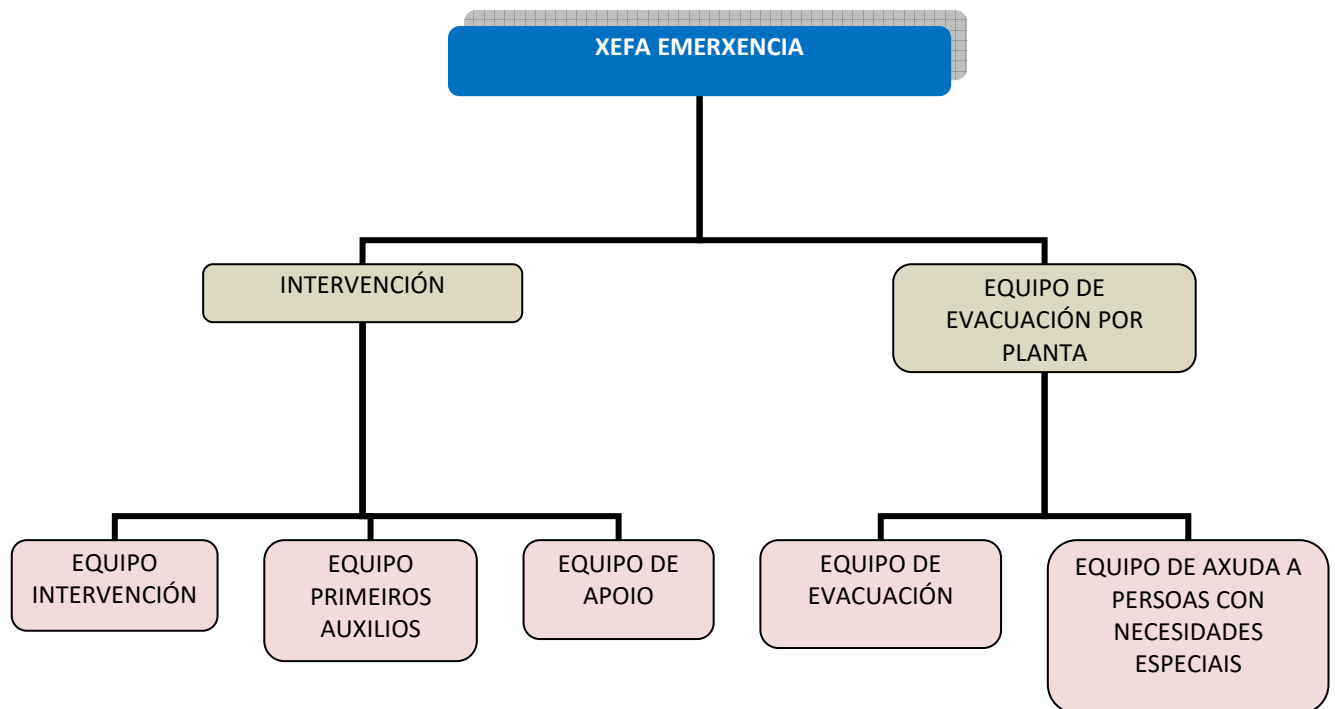 XEFA EMERXENCIA
INTERVENCIÓN
EQUIPO DE
EVACUACIÓN POR
PLANTA
EQUIPO
INTERVENCIÓN
EQUIPO
PRIMEIROS
AUXILIOS
EQUIPO DE
APOIO
EQUIPO DE
EVACUACIÓN
EQUIPO DE AXUDA A
PERSOAS CON
NECESIDADES
ESPECIAIS